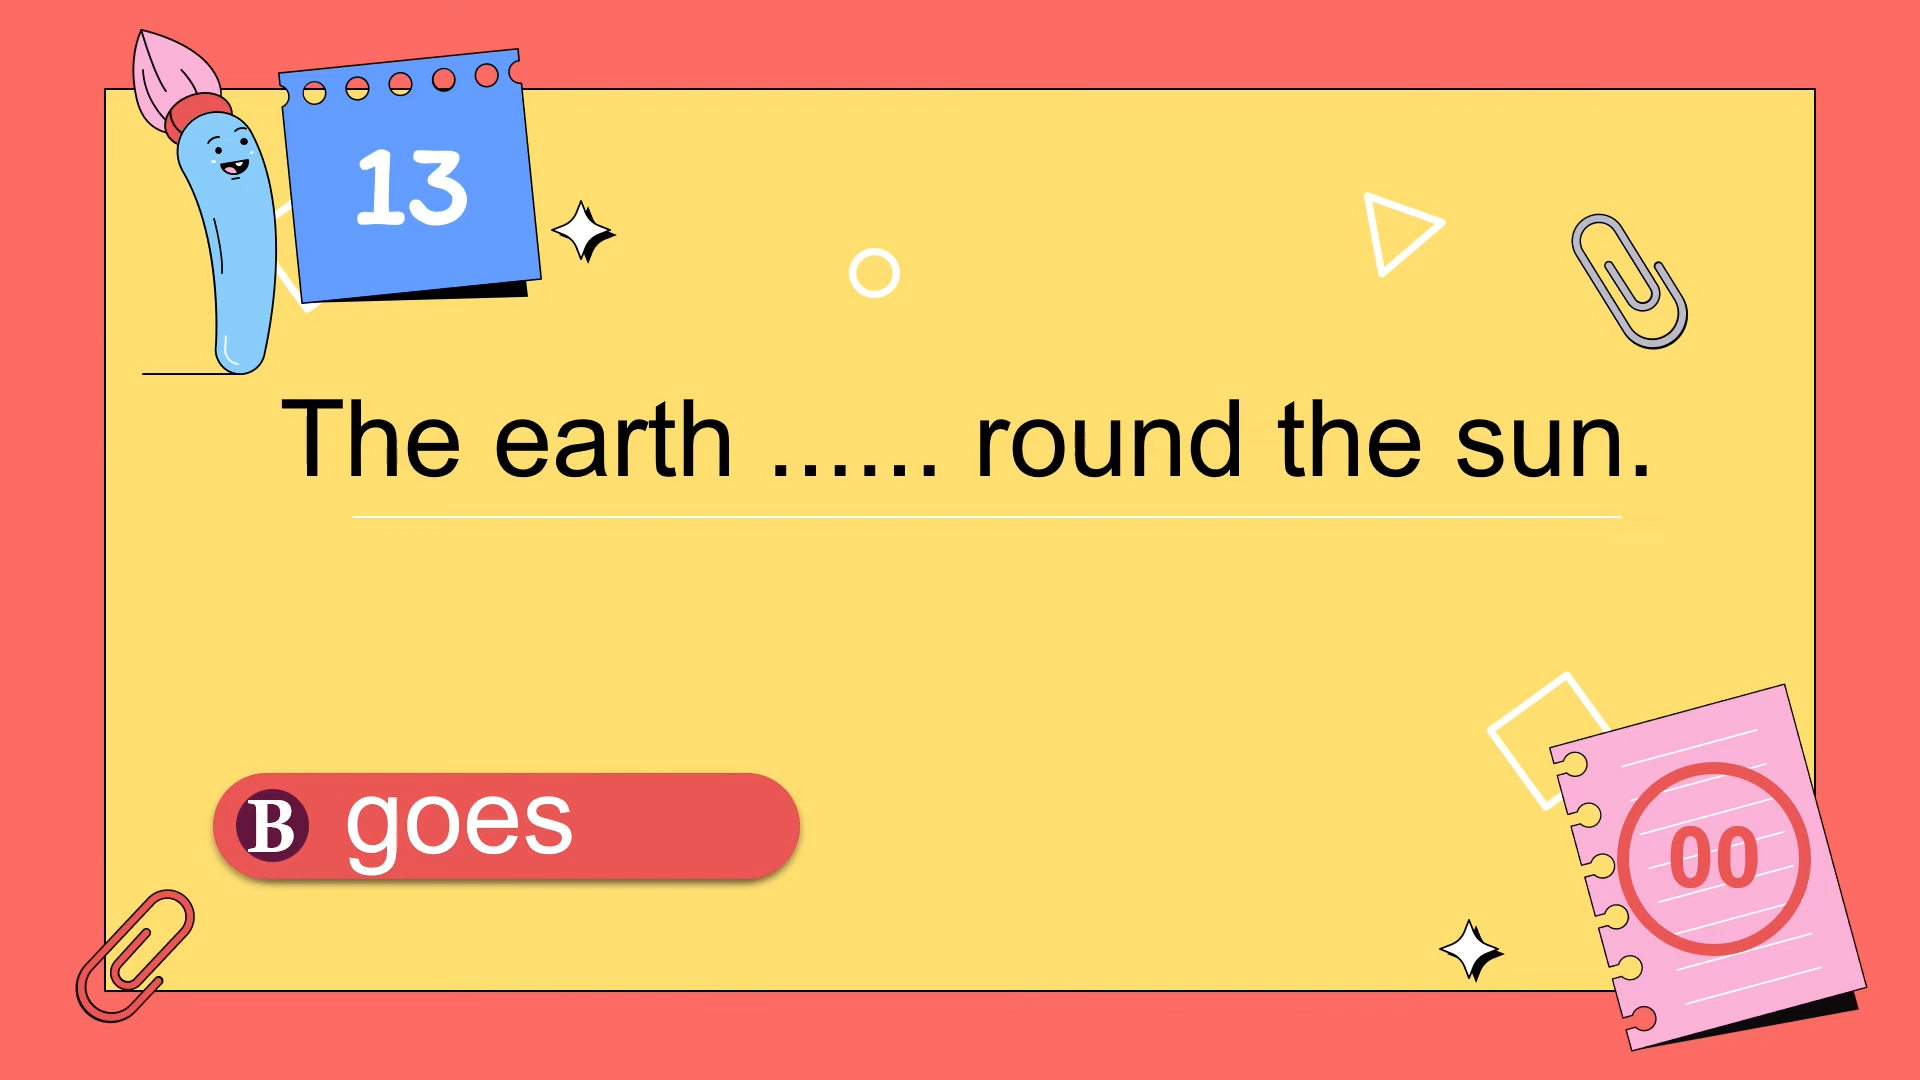 13
The earth ...... round the sun.
B goes
00